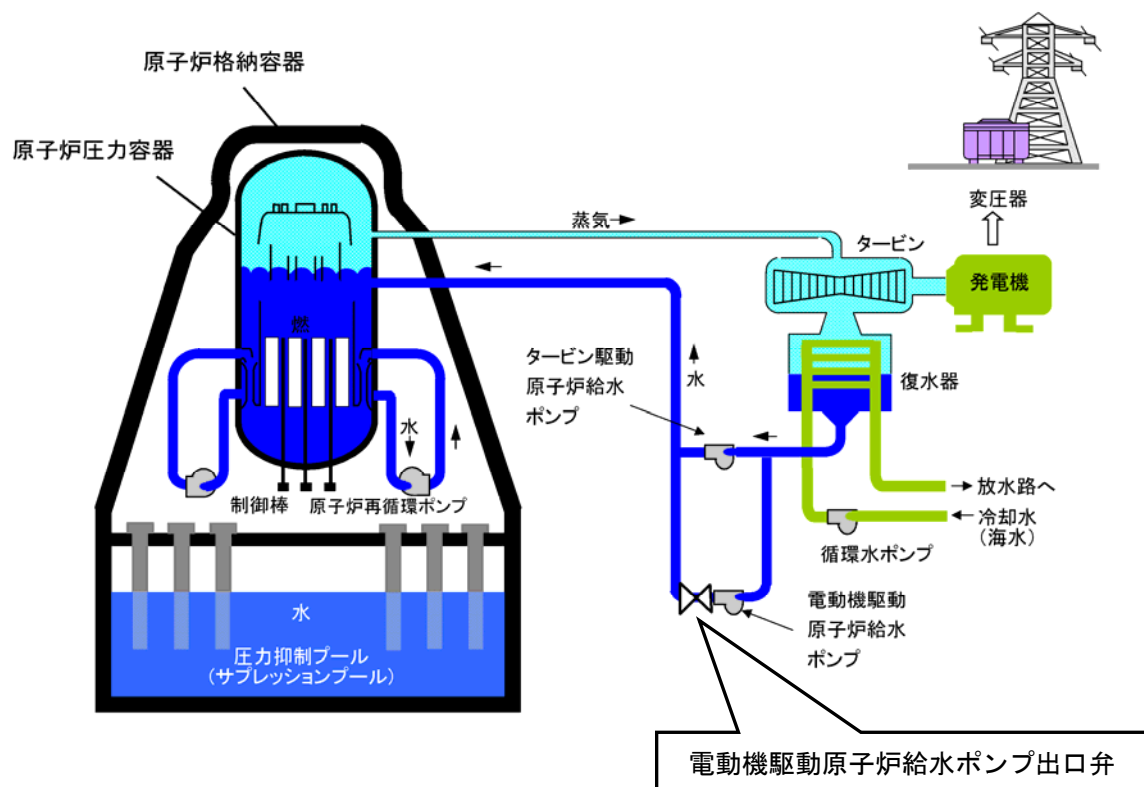 原子炉格納容器
原子炉圧力容器
蒸気
変圧器
タービン
発電機
燃
タービン駆動
原子炉給水
ポンプ
水
復水器
水
制御棒
原子炉再循環ポンプ
放水路へ
冷却水
(海水)
循環水ポンプ
電動機駆動
原子炉給水
ポンプ
水
圧力抑制プール
(サプレッションプール)
電動機駆動原子炉給水ポンプ出口弁